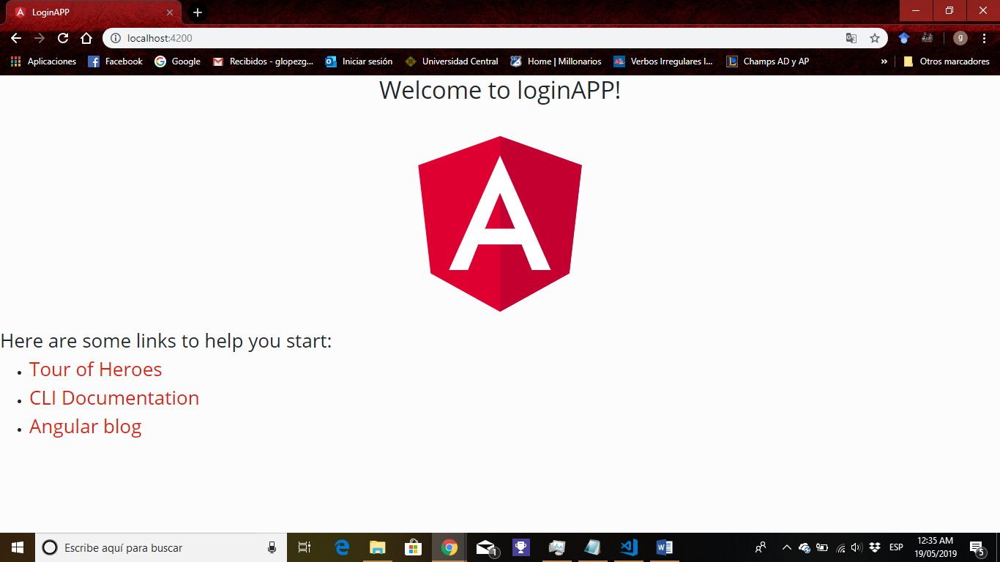 LoginAPP
localhost:4200
g
Aplicaciones Facebook Google Recibidos - glopezg... Iniciar sesión Universidad Central Home | Millonarios Verbos Irregulares I... Champs AD y AP » Otros marcadores
Welcome to loginAPP!
Here are some links to help you start:
• Tour of Heroes
• CLI Documentation
• Angular blog
Escribe aquí para buscar
1
ESP
12:35 AM
19/05/2019
5